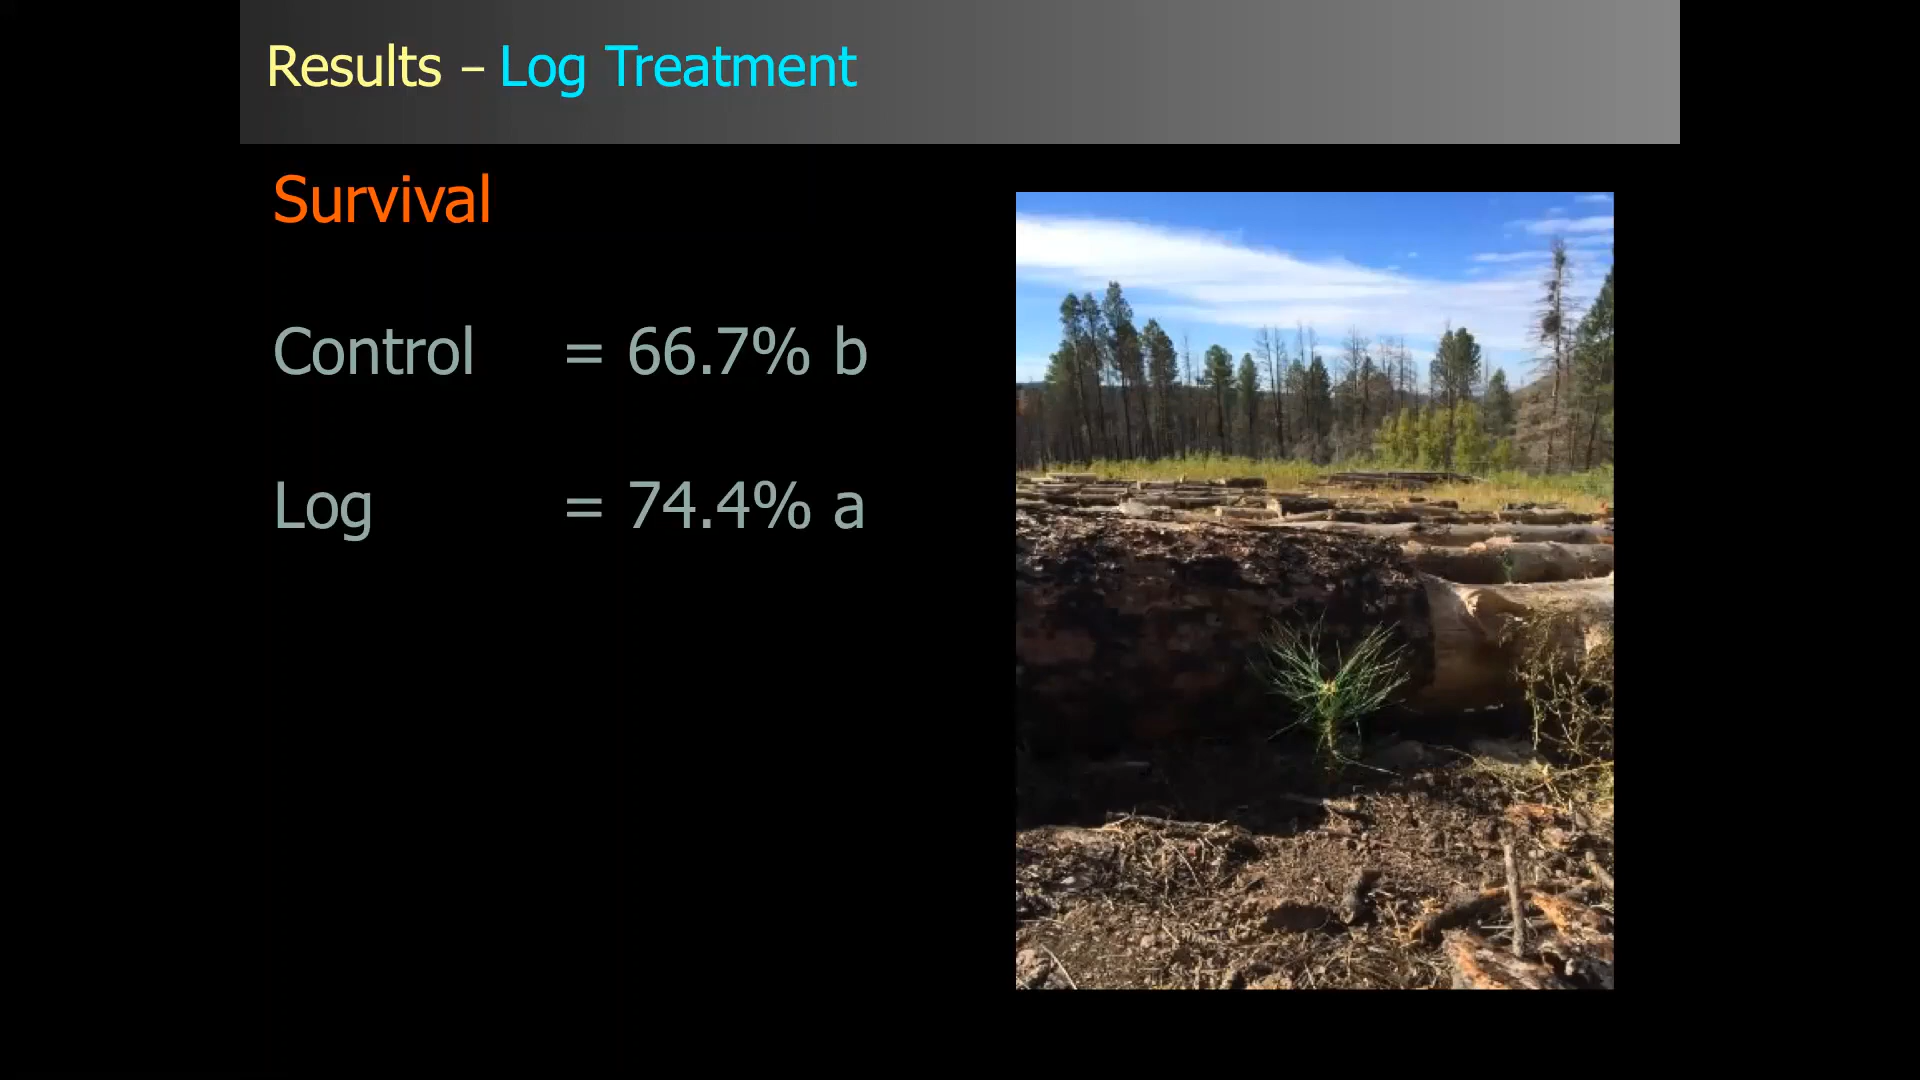 Results – Log Treatment
Survival
Control = 66.7% b
Log = 74.4% a